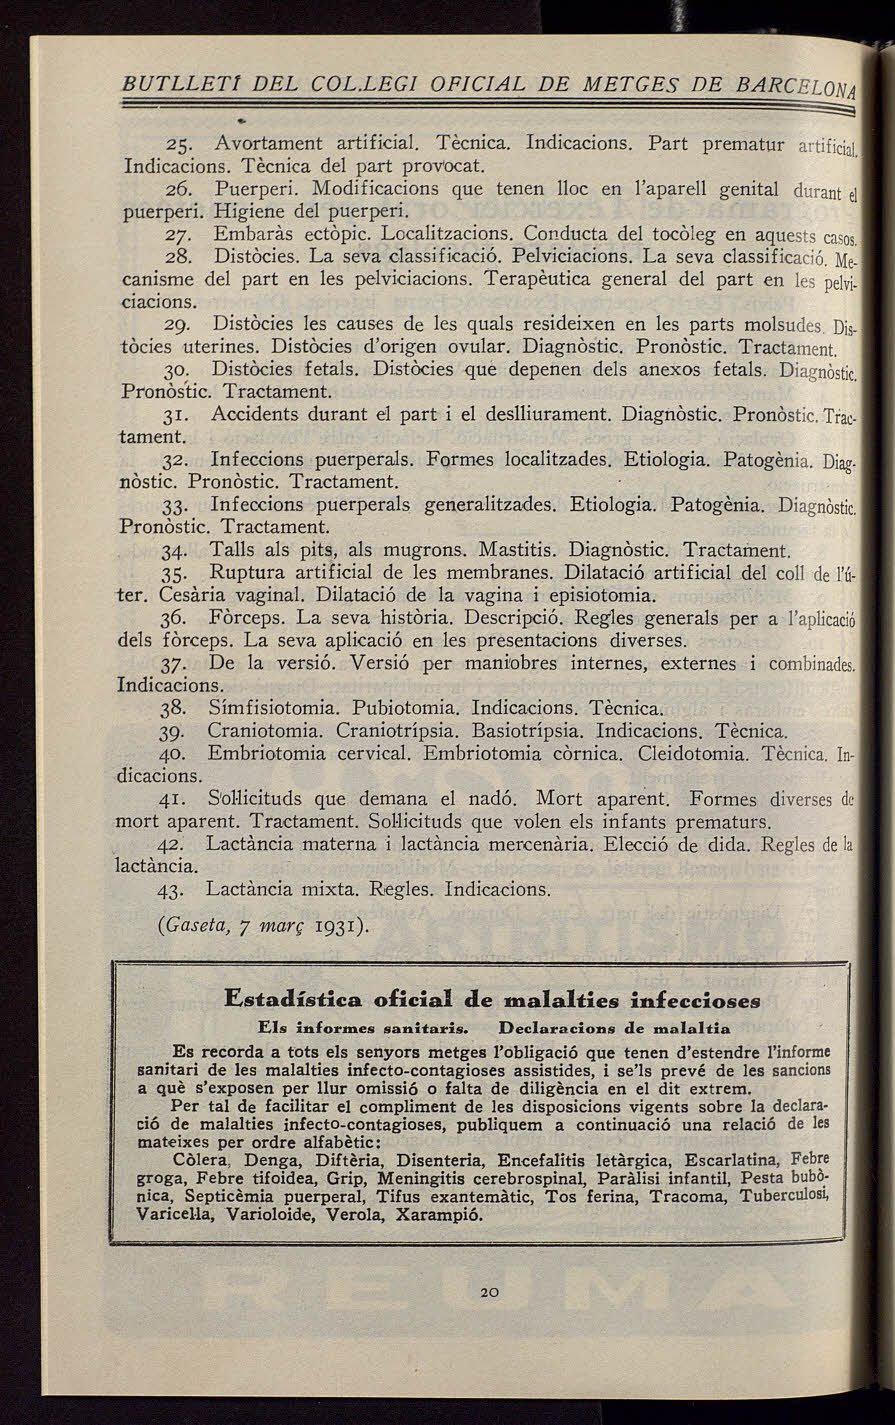 BUTLLETÍ DEL COL.LEGI OFICIAL DE METGES DE BARCELONA
25. Avortament artificial. Tècnica. Indicacions. Part prematur artificial.
Indicacions. Tècnica del part provocat.
26. Puerperi. Modificacions que tenen lloc en l'aparell genital durant el
puerperi. Higiene del puerperi.
27. Embaràs ectòpic. Localitzacions. Conducta del tocòleg en aquests casos.
28. Distòcies. La seva classificació. Pelviciacions. La seva classificació. Me-
canisme del part en les pelviciacions. Terapèutica general del part en les pelvi-
ciacions.
29. Distòcies les causes de les quals resideixen en les parts molsudes. Dis-
tòcies uterines. Distòcies d'origen ovular. Diagnòstic. Pronòstic. Tractament.
30. Distòcies fetals. Distòcies que depenen dels anexos fetals. Diagnòstic.
Pronòstic. Tractament.
31. Accidents durant el part i el deslliurament. Diagnòstic. Pronòstic. Trac-
tament.
32. Infeccions puerperals. Formes localitzades. Etiologia. Patogènia. Diag-
nòstic. Pronòstic. Tractament.
33. Infeccions puerperals generalitzades. Etiologia. Patogènia. Diagnòstic.
Pronòstic. Tractament.
34. Talls als pits, als mugrons. Mastitis. Diagnòstic. Tractament.
35. Ruptura artificial de les membranes. Dilatació artificial del coll de l'ú-
ter. Cesària vaginal. Dilatació de la vagina i episiotomia.
36. Fòrceps. La seva història. Descripció. Regles generals per a l'aplicació
dels fòrceps. La seva aplicació en les presentacions diverses.
37. De la versió. Versió per maniobres internes, externes i combinades.
Indicacions.
38. Simfisiotomia. Pubiotomia. Indicacions. Tècnica.
39. Craniotomia. Craniotrípsia. Basiotrípsia. Indicacions. Tècnica.
40. Embriotomia cervical. Embriotomia còrnica. Cleidotomia. Tècnica. In-
dicacions.
41. Sol·licituds que demana el nadó. Mort aparent. Formes diverses de
mort aparent. Tractament. Sol·licituds que volen els infants prematurs.
42. Lactància materna i lactància mercenària. Elecció de dida. Regles de la
lactància.
43. Lactància mixta. Regles. Indicacions.
(Gaseta, 7 març 1931).
Estadística oficial de malalties infeccioses
Els informes sanitaris. Declaracions de malaltia
Es recorda a tots els senyors metges l'obligació que tenen d'estendre l'informe
sanitari de les malalties infecto-contagioses assistides, i se'ls prevé de les sancions
a què s'exposen per llur omissió o falta de diligència en el dit extrem.
Per tal de facilitar el compliment de les disposicions vigents sobre la declara-
ció de malalties infecto-contagioses, publiquem a continuació una relació de les
mateixes per ordre alfabètic:
Còlera, Denga, Diftèria, Disenteria, Encefalitis letàrgica, Escarlatina, Febre
groga, Febre tifoidea, Grip, Meningitis cerebrospinal, Paràlisi infantil, Pesta bubò-
nica, Septicèmia puerperal, Tifus exantemàtic, Tos ferina, Tracoma, Tuberculosi,
Varicel·la, Varioloide, Verola, Xarampió.
20